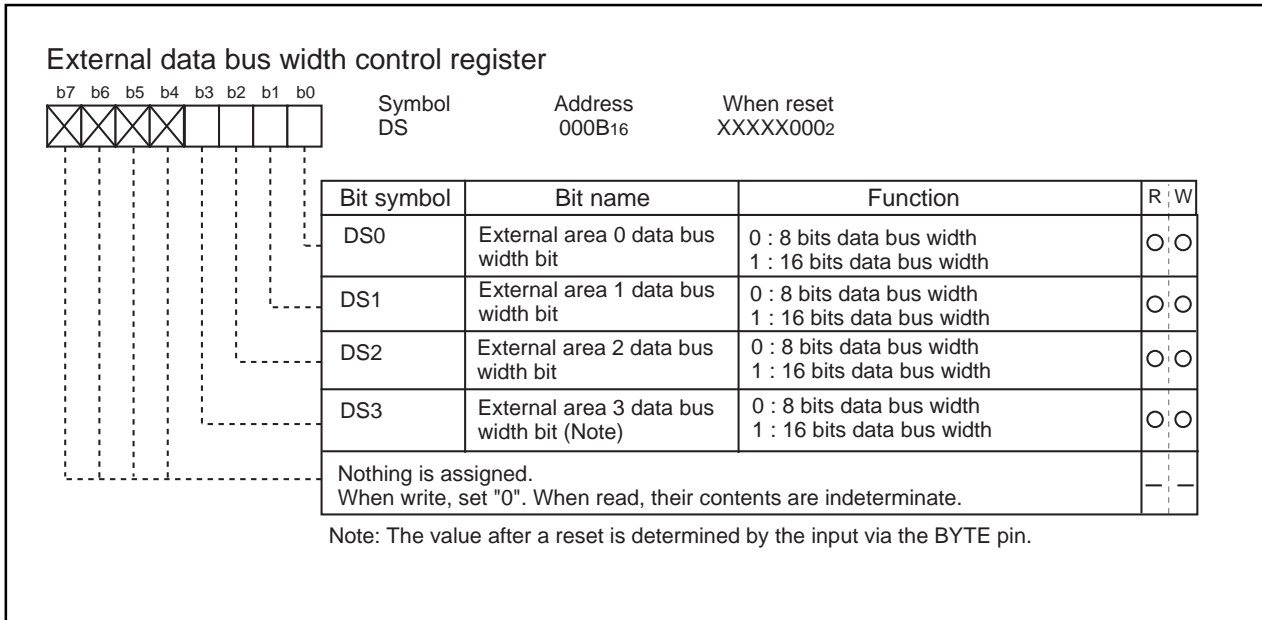 External data bus width control register
b7 b6 b5 b4 b3 b2 b1 b0
Symbol Address When reset
DS 000B16 XXXXX0002
Bit symbol Bit name Function R W
DS0 External area 0 data bus width bit 0 : 8 bits data bus width
1 : 16 bits data bus width
DS1 External area 1 data bus width bit 0 : 8 bits data bus width
1 : 16 bits data bus width
DS2 External area 2 data bus width bit 0 : 8 bits data bus width
1 : 16 bits data bus width
DS3 External area 3 data bus width bit (Note) 0 : 8 bits data bus width
1 : 16 bits data bus width
Nothing is assigned.
When write, set "0". When read, their contents are indeterminate.
Note: The value after a reset is determined by the input via the BYTE pin.